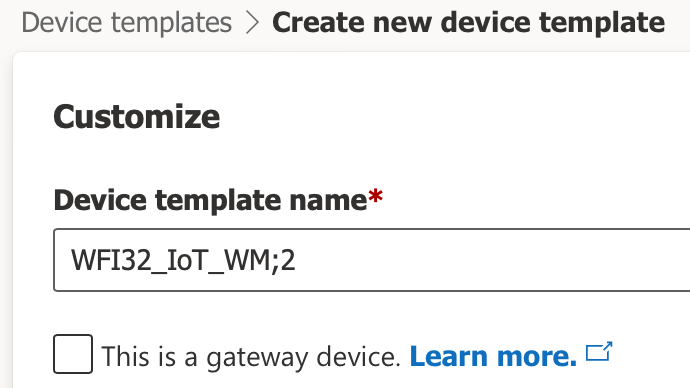 Device templates > Create new device template
Customize
Device template name*
WFI32_IoT_WM;2
This is a gateway device. Learn more.